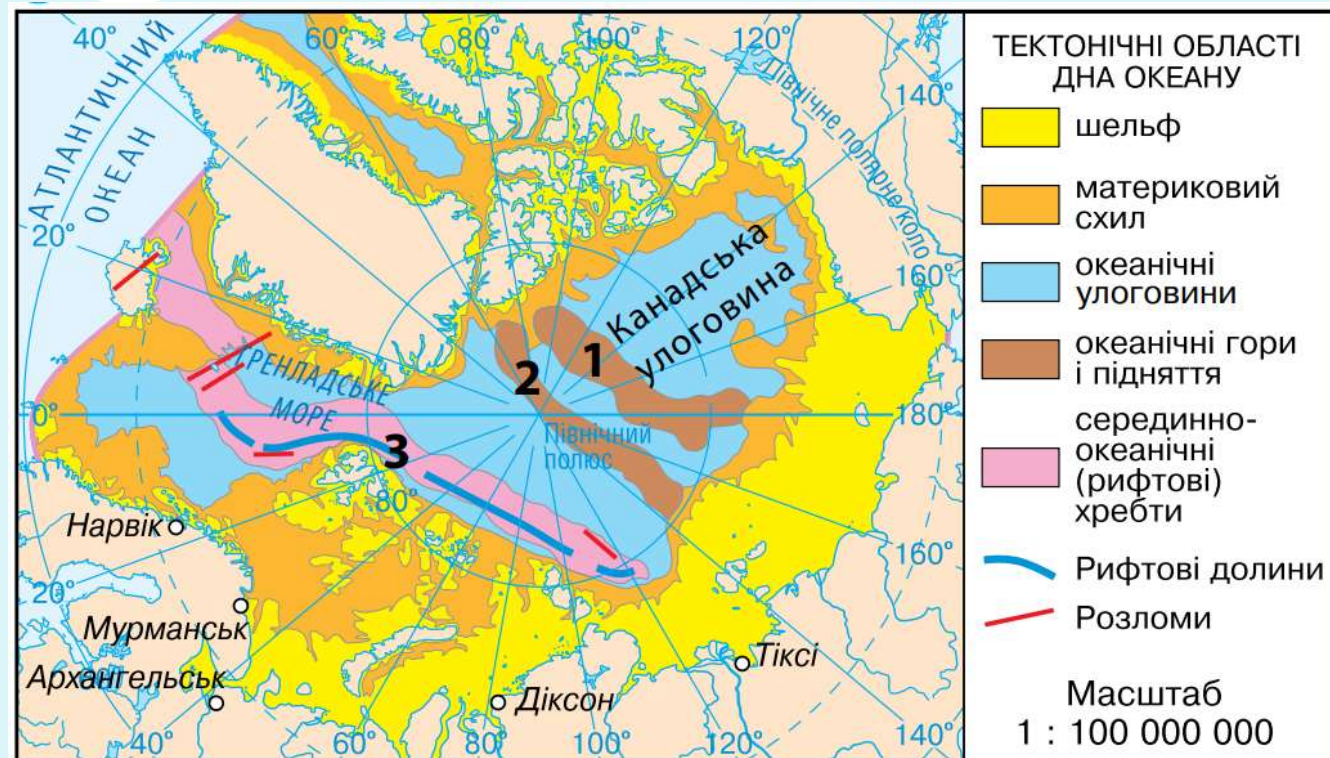 40°
60°
80°
100°
120°
140°
160°
180°
160°
140°
120°
100°
80°
60°
40°
20°
0°
20°
80°
АТЛАНТИЧНИЙ
ОКЕАН
Північне полярне коло
Канадська
улоговина
1
2
3
ГРЕНЛАДСЬКЕ
МОРЕ
Північний
полюс
Нарвік
Мурманськ
Архангельськ
Діксон
Тіксі
ТЕКТОНІЧНІ ОБЛАСТІ
ДНА ОКЕАНУ
шельф
материковий
схил
океанічні
улоговини
океанічні гори
і підняття
серединно-
океанічні
(рифтові)
хребти
Рифтові долини
Розломи
Масштаб
1 : 100 000 000